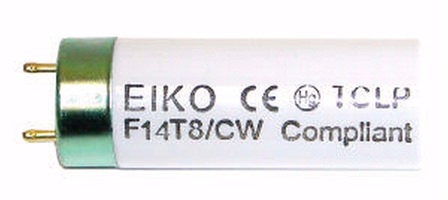 EIKO CE Hg TCLP
F14T8/CW Compliant